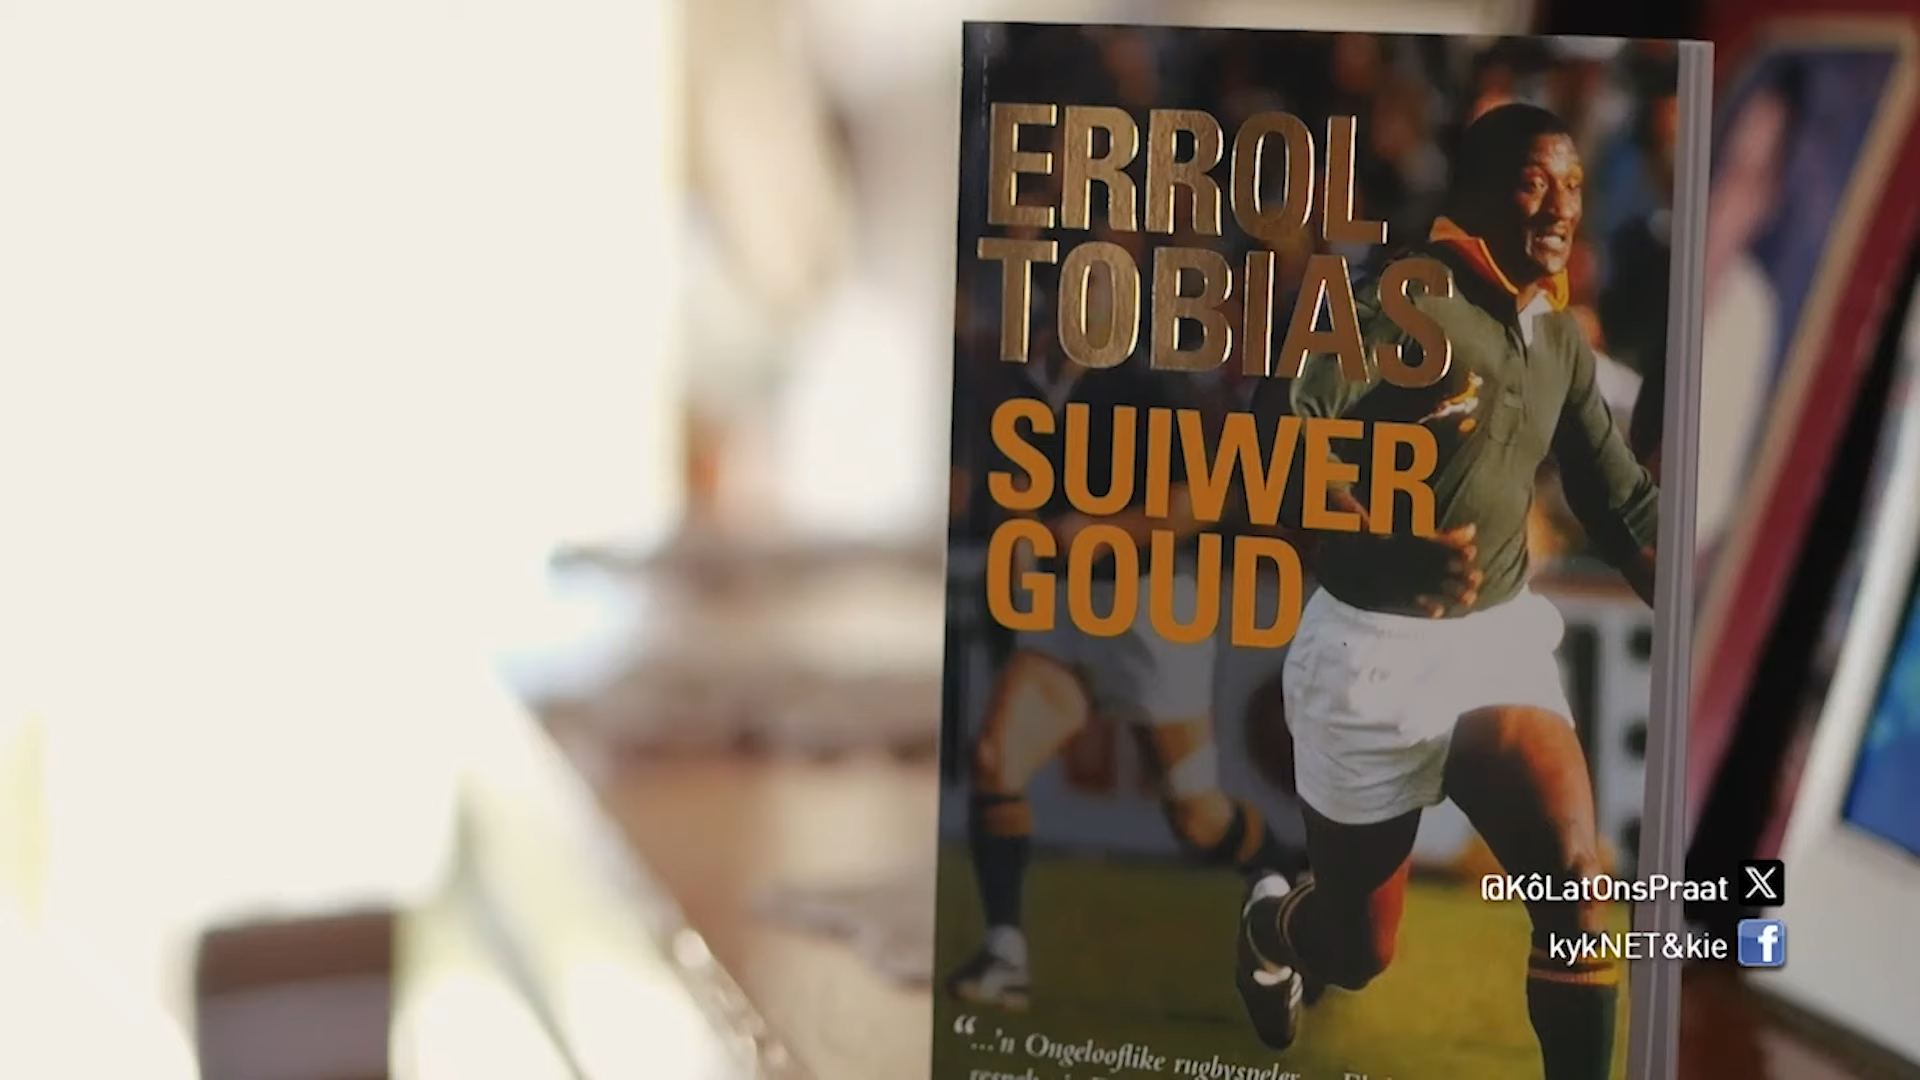 ERROL
TOBIAS
SUIWER
GOUD
@KôLatOnsPraat
kykNET&kie
“...'n Ongelooflike rugbyspeler